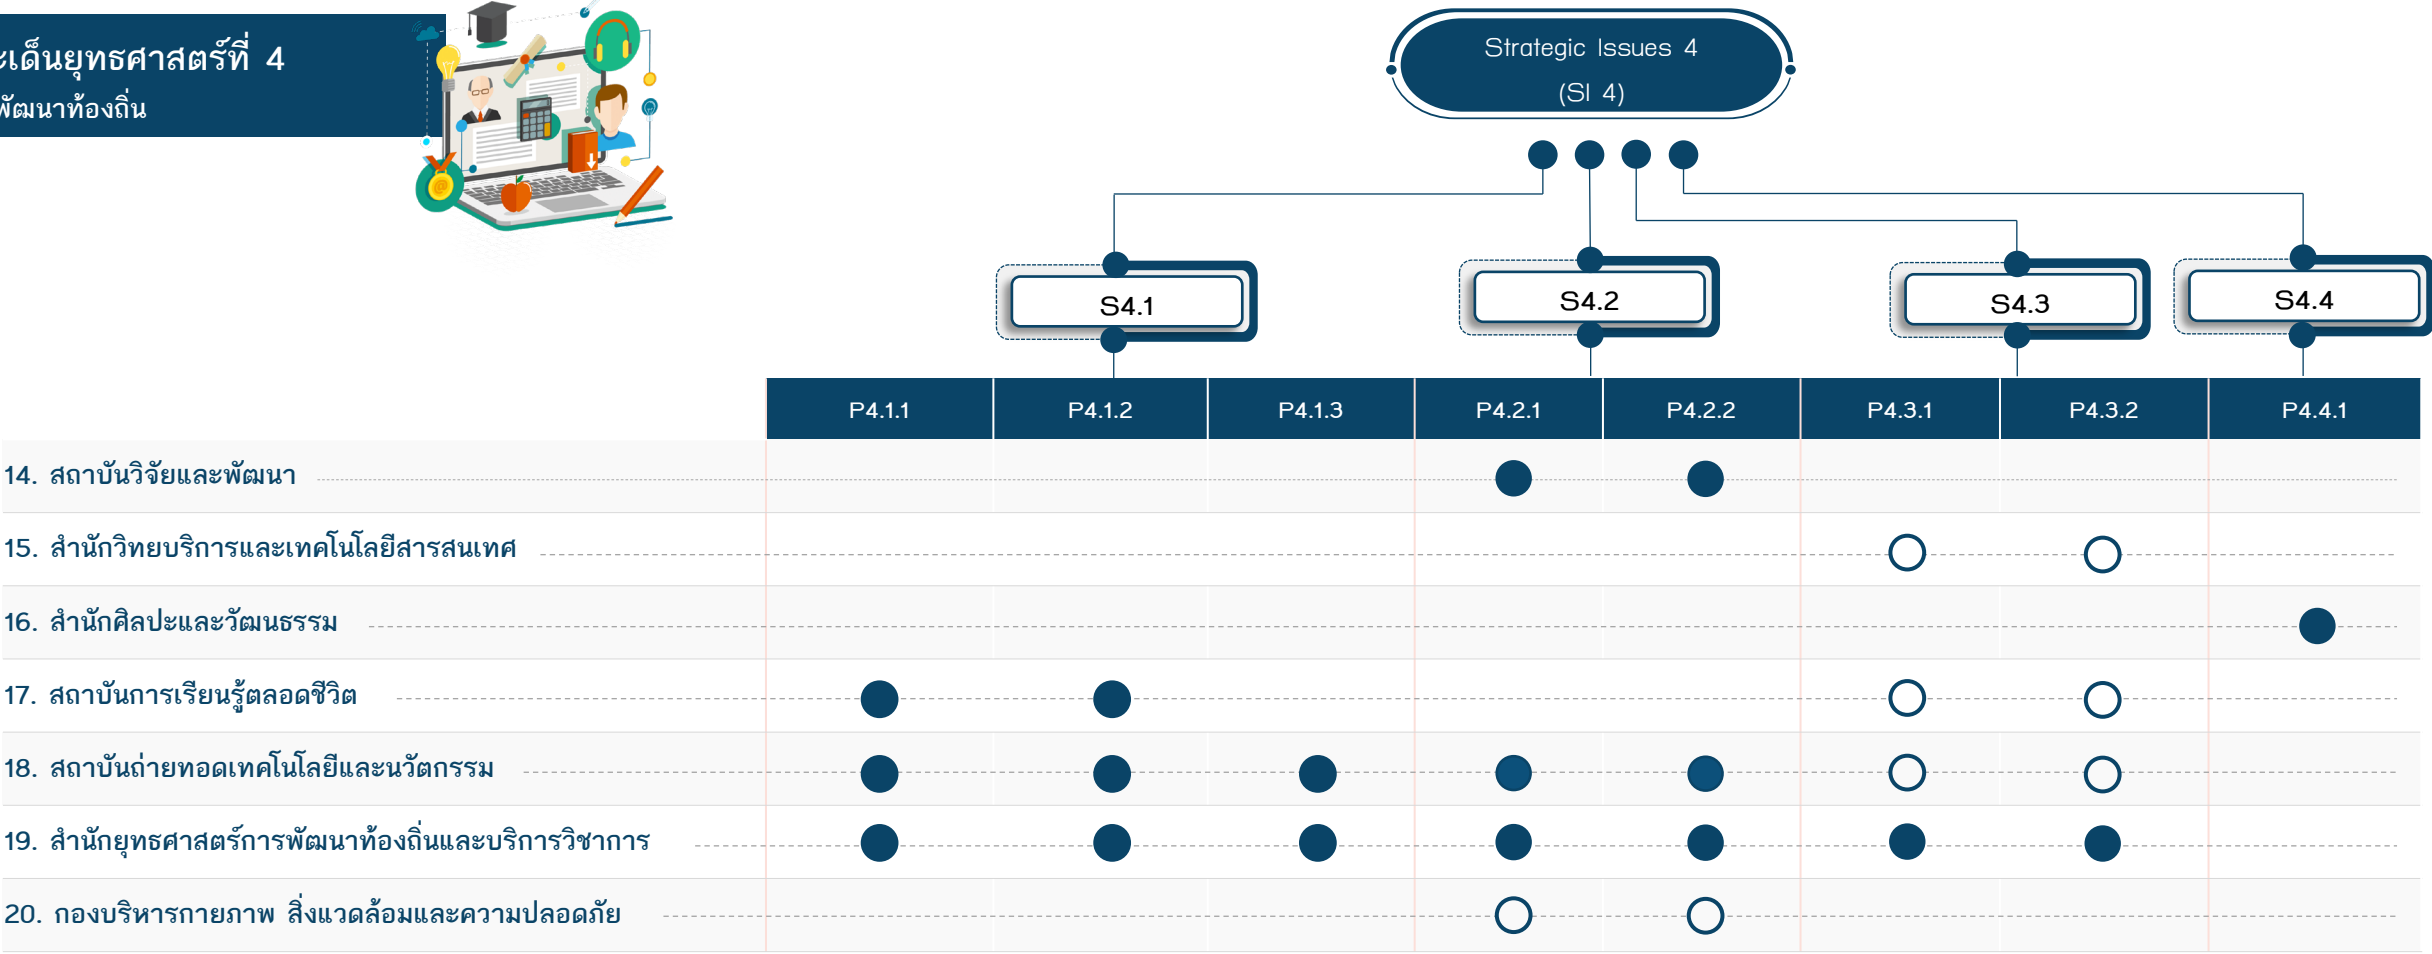 ะเด็นยุทธศาสตร์ที่ 4
พัฒนาท้องถิ่น
Strategic Issues 4
(SI 4)
S4.1
S4.2
S4.3
S4.4
P4.1.1 P4.1.2 P4.1.3 P4.2.1 P4.2.2 P4.3.1 P4.3.2 P4.4.1
14. สถาบันวิจัยและพัฒนา
15. สำนักวิทยบริการและเทคโนโลยีสารสนเทศ
16. สำนักศิลปะและวัฒนธรรม
17. สถาบันการเรียนรู้ตลอดชีวิต
18. สถาบันถ่ายทอดเทคโนโลยีและนวัตกรรม
19. สำนักยุทธศาสตร์การพัฒนาท้องถิ่นและบริการวิชาการ
20. กองบริหารกายภาพ สิ่งแวดล้อมและความปลอดภัย